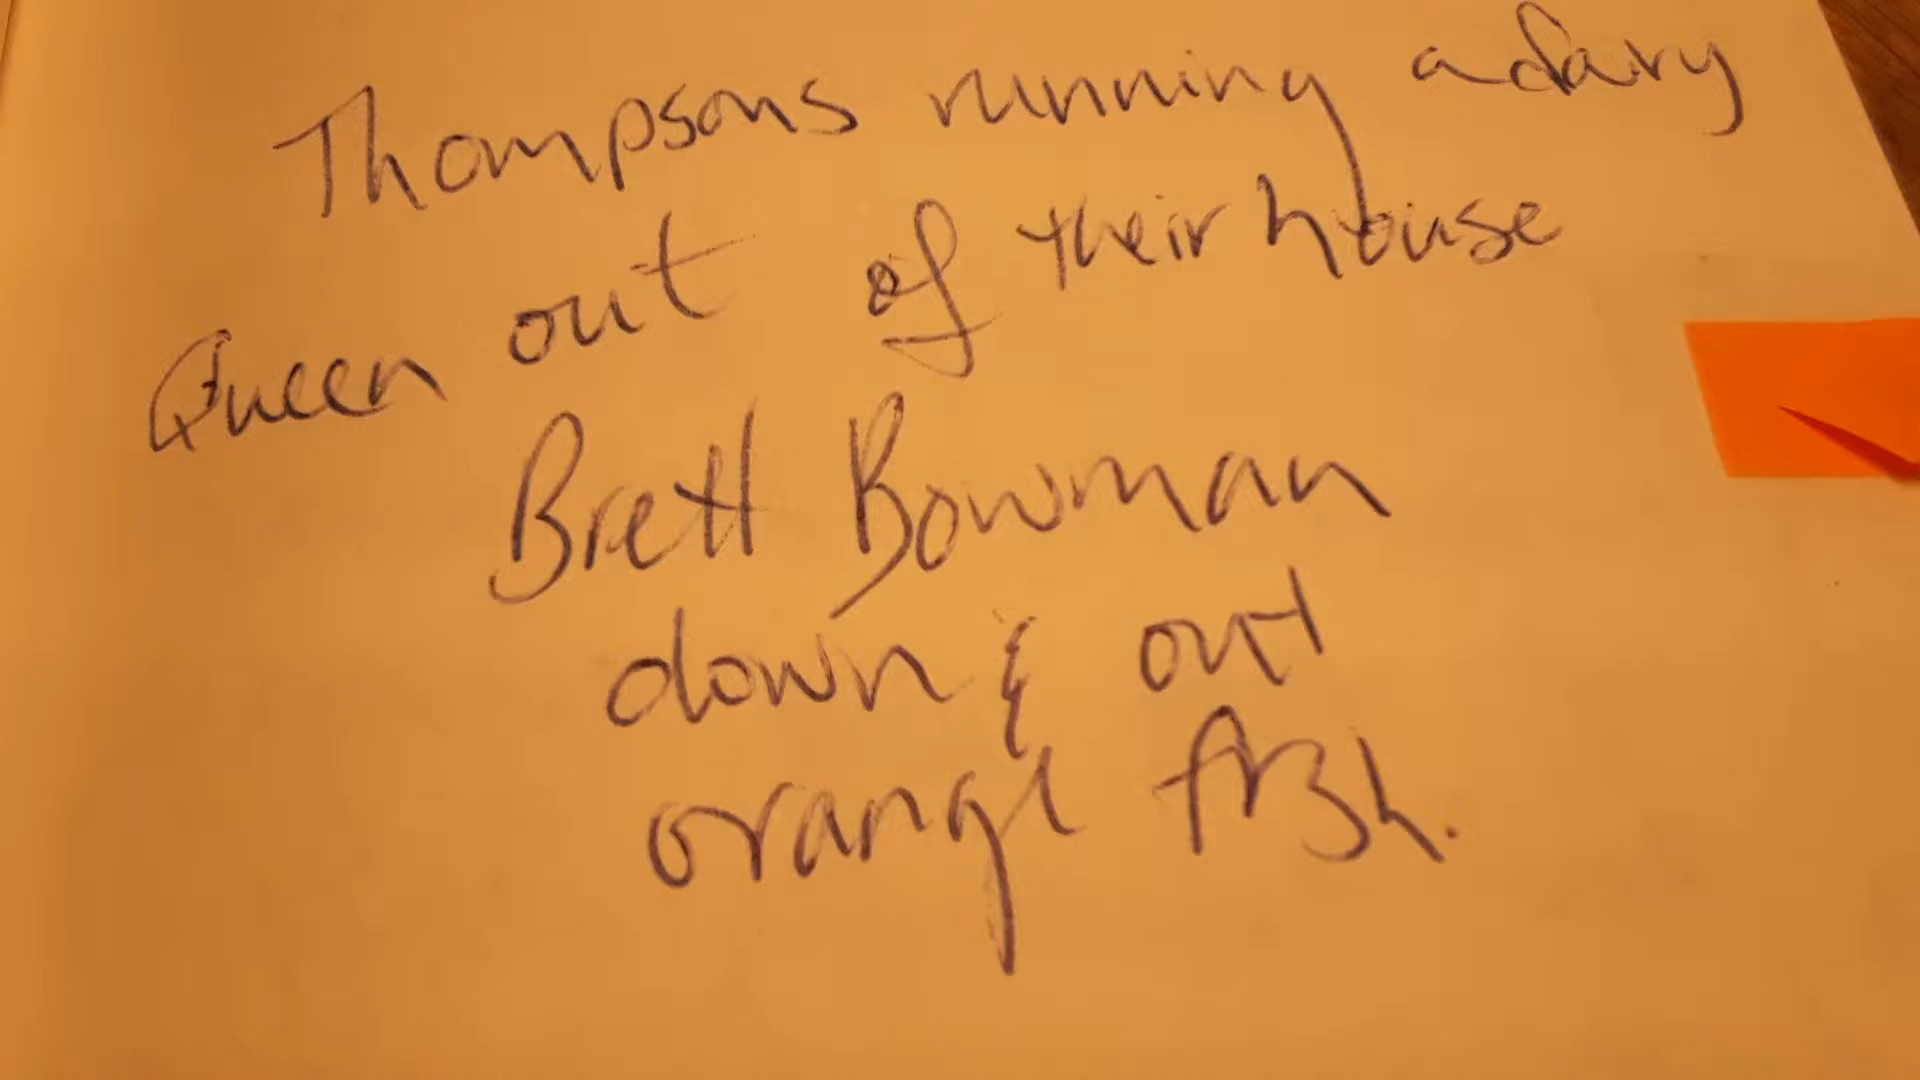 Thompsons running a dairy
Queen out of their house
Brett Bowman
down & out
orange fish.